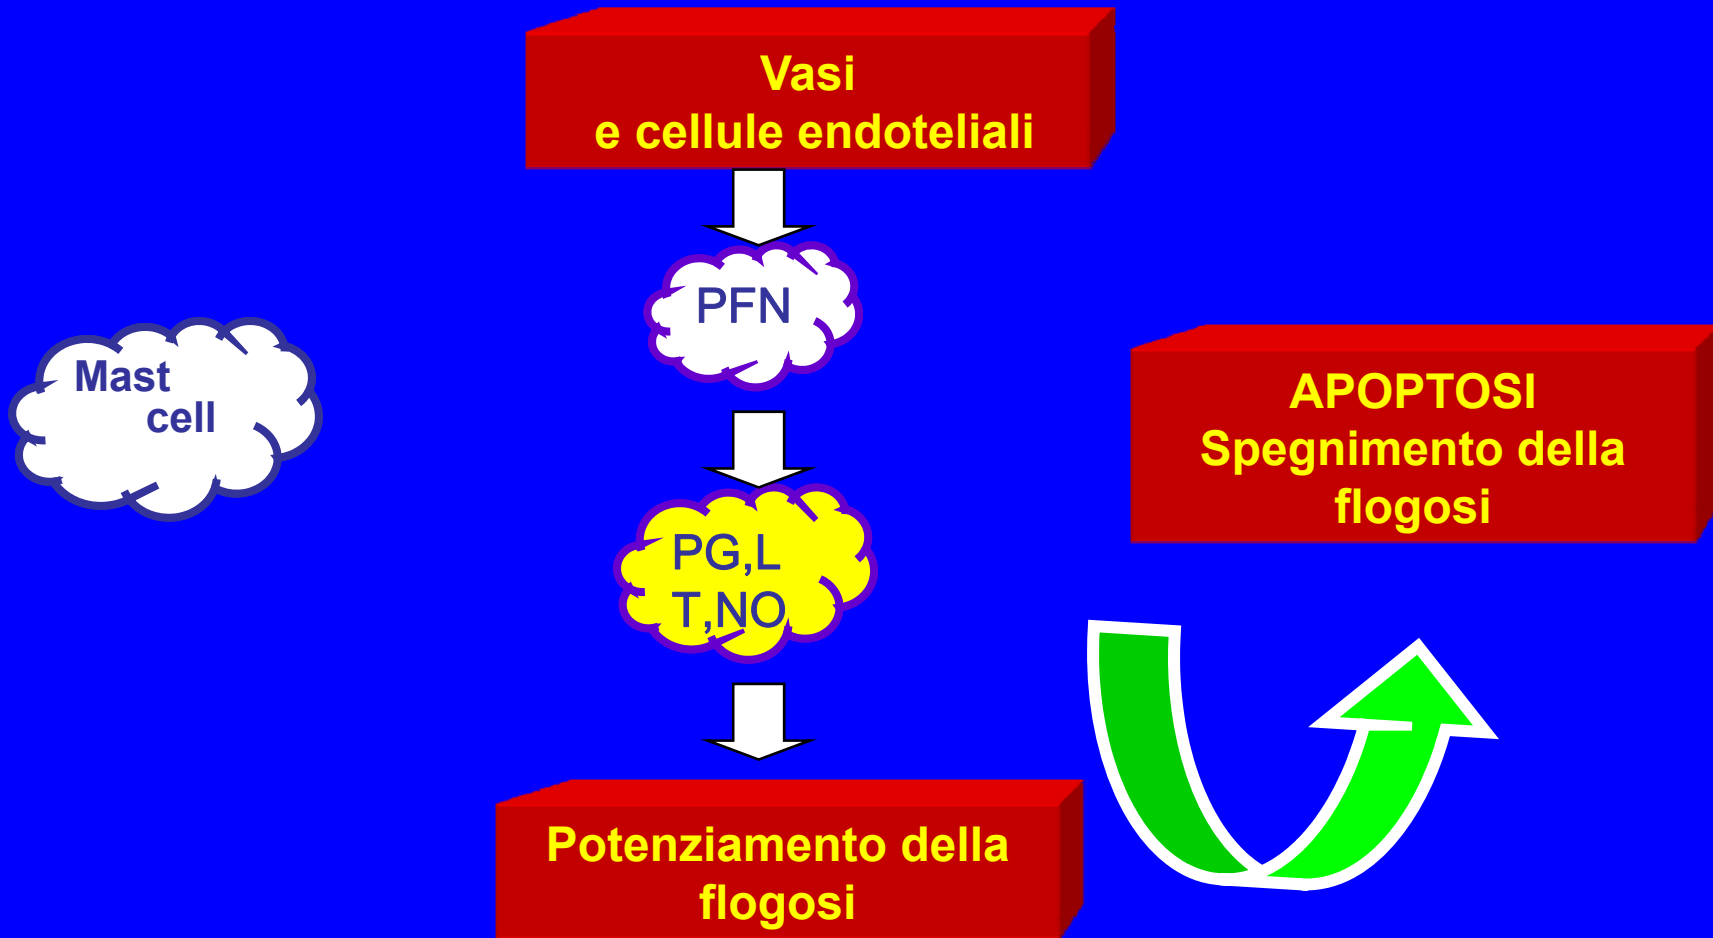 Vasi
e cellule endoteliali
PFN
Mast
cell
APOPTOSI
Spegnimento della
flogosi
PG,L
T,NO
Potenziamento della
flogosi